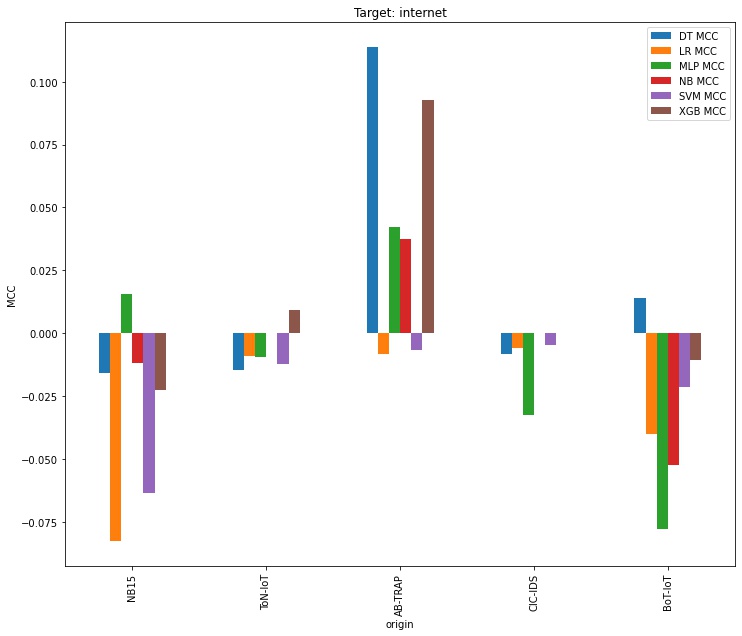 Target: internet
DT MCC
LR MCC
MLP MCC
NB MCC
SVM MCC
XGB MCC
0.100
0.075
0.050
0.025
0.000
−0.025
−0.050
−0.075
MCC
NB15
ToN-IoT
AB-TRAP
CIC-IDS
BoT-IoT
origin